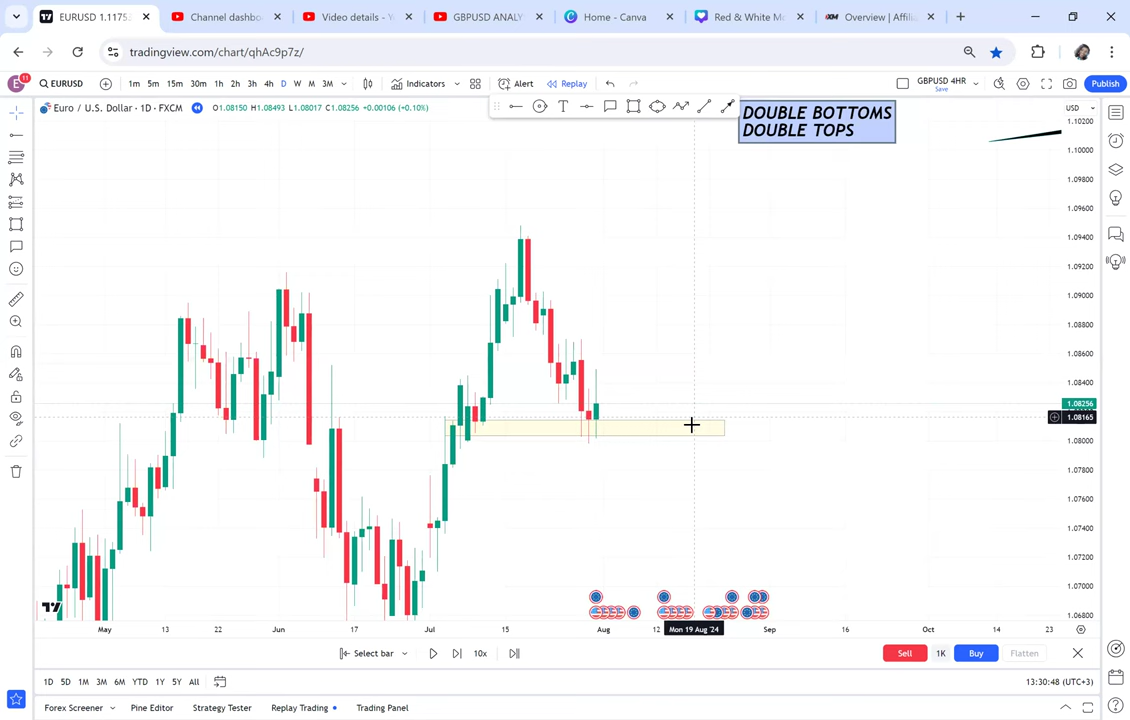 EURUSD 1.1175
Channel dashbo
Video details - Y
GBPUSD ANALY
Home - Canva
Red & White Mo
XM Overview | Affilia
tradingview.com/chart/qhAc9p7z/
E 11 EURUSD 1m 5m 15m 30m 1h 2h 3h 4h D W M 3M Indicators Alert Replay GBPUSD 4HR Save Publish
Euro / U.S. Dollar · 1D · FXCM O1.08150 H1.08493 L1.08017 C1.08256 +0.00106 (+0.10%)
T
DOUBLE BOTTOMS
DOUBLE TOPS
USD
1.10200
1.10000
1.09800
1.09600
1.09400
1.09200
1.09000
1.08800
1.08600
1.08400
1.08256
1.08165
1.08000
1.07800
1.07600
1.07400
1.07200
1.07000
1.06800
May 13 22 Jun 17 Jul 15 Aug 12 Mon 19 Aug '24 Sep 16 Oct 14 23
Select bar 10x Sell 1K Buy Flatten
1D 5D 1M 3M 6M YTD 1Y 5Y All 13:30:48 (UTC+3)
Forex Screener Pine Editor Strategy Tester Replay Trading Trading Panel